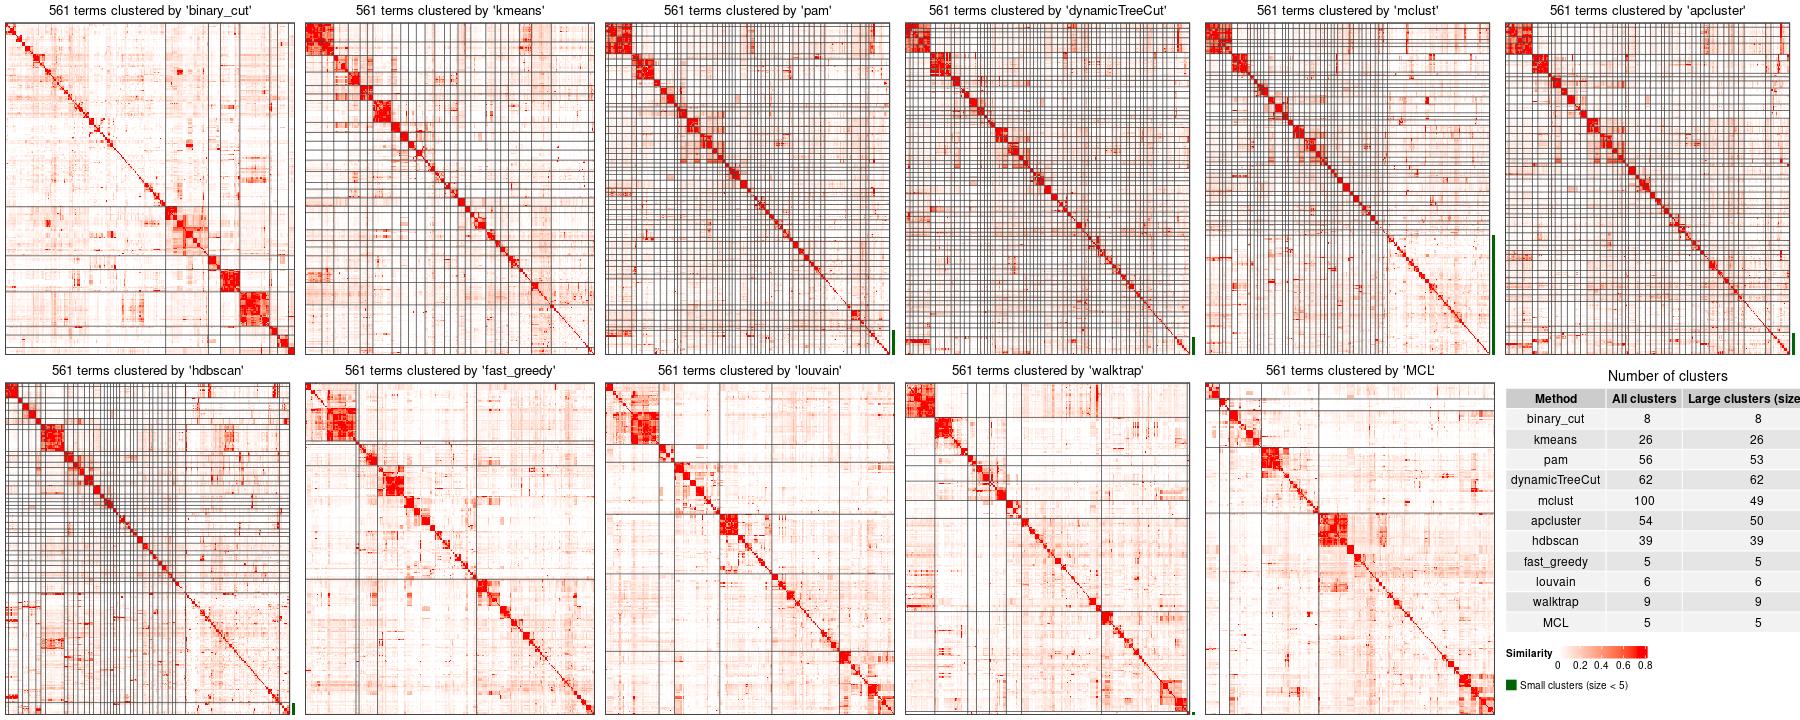 561 terms clustered by 'binary_cut'
561 terms clustered by 'kmeans'
561 terms clustered by 'pam'
561 terms clustered by 'dynamicTreeCut'
561 terms clustered by 'mclust'
561 terms clustered by 'apcluster'
561 terms clustered by 'hdbscan'
561 terms clustered by 'fast_greedy'
561 terms clustered by 'louvain'
561 terms clustered by 'walktrap'
561 terms clustered by 'MCL'
Number of clusters
Method All clusters Large clusters (size
binary_cut 8 8
kmeans 26 26
pam 56 53
dynamicTreeCut 62 62
mclust 100 49
apcluster 54 50
hdbscan 39 39
fast_greedy 5 5
louvain 6 6
walktrap 9 9
MCL 5 5
Similarity
0 0.2 0.4 0.6 0.8
Small clusters (size < 5)